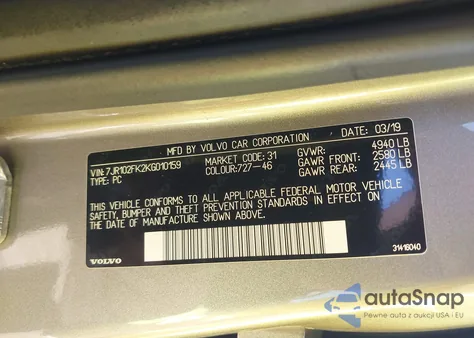 MFD BY VOLVO CAR CORPORATION DATE: 03/19
VIN: 7JR102FK2KG010159 MARKET CODE: 31 GVWR: 4940 LB
TYPE: PC COLOUR:727-46 GAWR FRONT: 2580 LB
GAWR REAR: 2445 LB
THIS VEHICLE CONFORMS TO ALL APPLICABLE FEDERAL MOTOR VEHICLE
SAFETY, BUMPER AND THEFT PREVENTION STANDARDS IN EFFECT ON
THE DATE OF MANUFACTURE SHOWN ABOVE.
VOLVO 31416040
autoSnap
Pewne auta z aukcji USA i EU